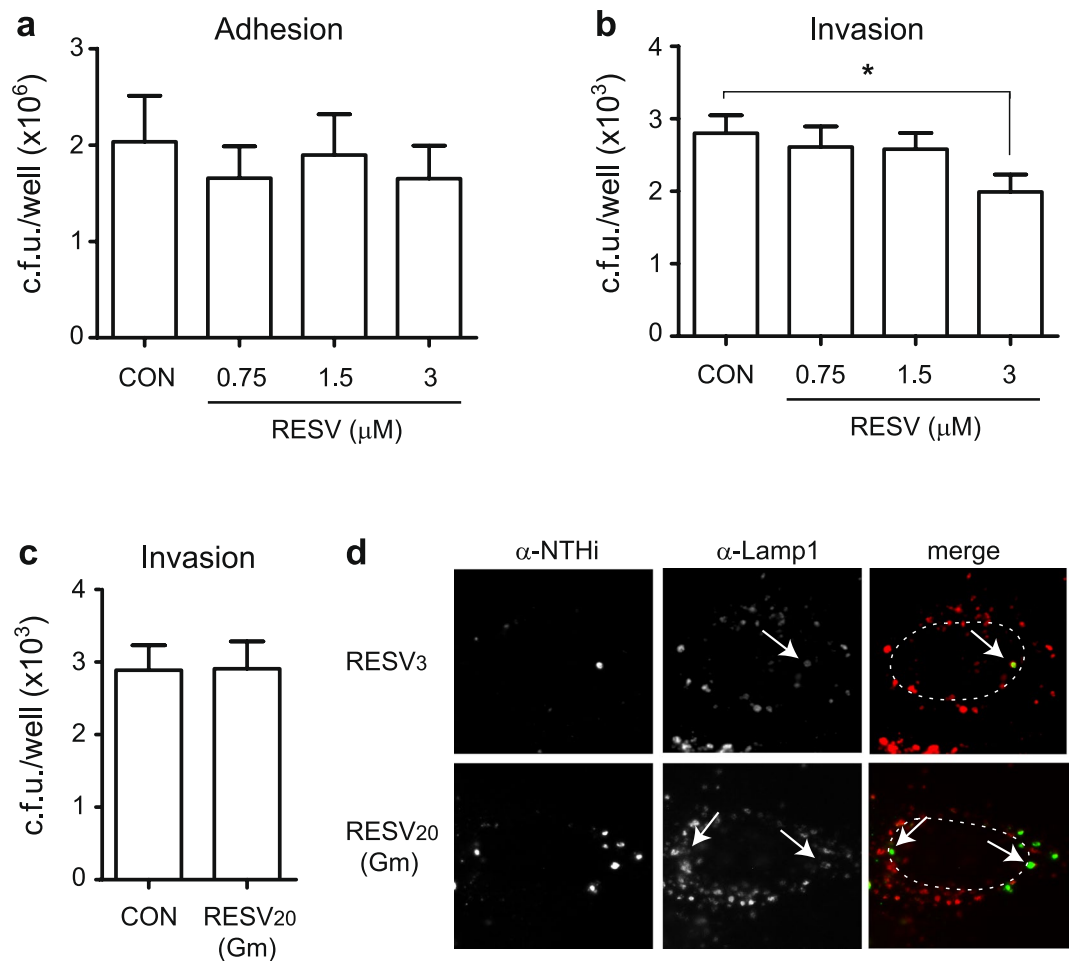 a
Adhesion
c.f.u./well (x10⁶)
3
2
1
0
CON 0.75 1.5 3
RESV (μM)
b
Invasion
*
c.f.u./well (x10³)
4
3
2
1
0
CON 0.75 1.5 3
RESV (μM)
c
Invasion
c.f.u./well (x10³)
4
3
2
1
0
CON RESV20
(Gm)
d
α-NTHi α-Lamp1 merge
RESV3
RESV20
(Gm)